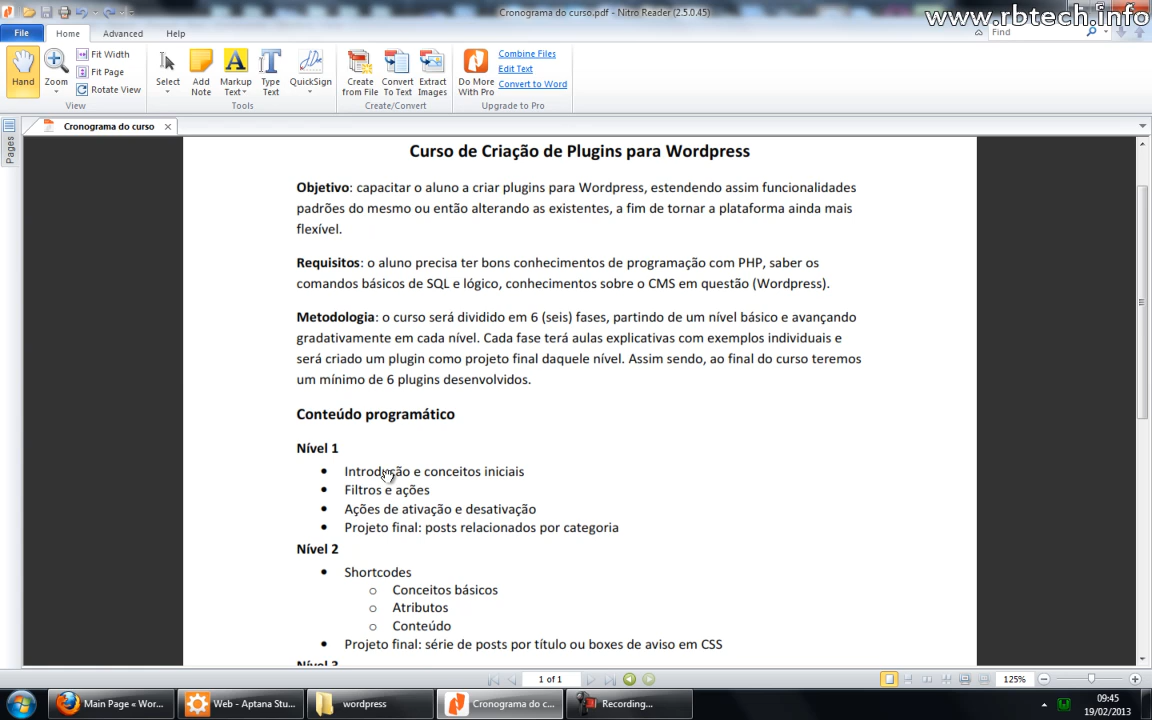 Cronograma do curso.pdf - Nitro Reader (2.5.0.45)
www.rbtech.info
File Home Advanced Help
Find
Hand
Zoom
Fit Width
Fit Page
Rotate View
View
Select
Add Note
Markup Text
Type Text
QuickSign
Tools
Create from File
Convert To Text
Extract Images
Create/Convert
Do More With Pro
Combine Files
Edit Text
Convert to Word
Upgrade to Pro
Cronograma do curso
Pages
Curso de Criação de Plugins para Wordpress
Objetivo: capacitar o aluno a criar plugins para Wordpress, estendendo assim funcionalidades
padrões do mesmo ou então alterando as existentes, a fim de tornar a plataforma ainda mais
flexível.
Requisitos: o aluno precisa ter bons conhecimentos de programação com PHP, saber os
comandos básicos de SQL e lógico, conhecimentos sobre o CMS em questão (Wordpress).
Metodologia: o curso será dividido em 6 (seis) fases, partindo de um nível básico e avançando
gradativamente em cada nível. Cada fase terá aulas explicativas com exemplos individuais e
será criado um plugin como projeto final daquele nível. Assim sendo, ao final do curso teremos
um mínimo de 6 plugins desenvolvidos.
Conteúdo programático
Nível 1
• Introdução e conceitos iniciais
• Filtros e ações
• Ações de ativação e desativação
• Projeto final: posts relacionados por categoria
Nível 2
• Shortcodes
o Conceitos básicos
o Atributos
o Conteúdo
• Projeto final: série de posts por título ou boxes de aviso em CSS
Nível 3
1 of 1
125%
Main Page « Wor...
Web - Aptana Stu...
wordpress
Cronograma do c...
Recording...
09:45
19/02/2013